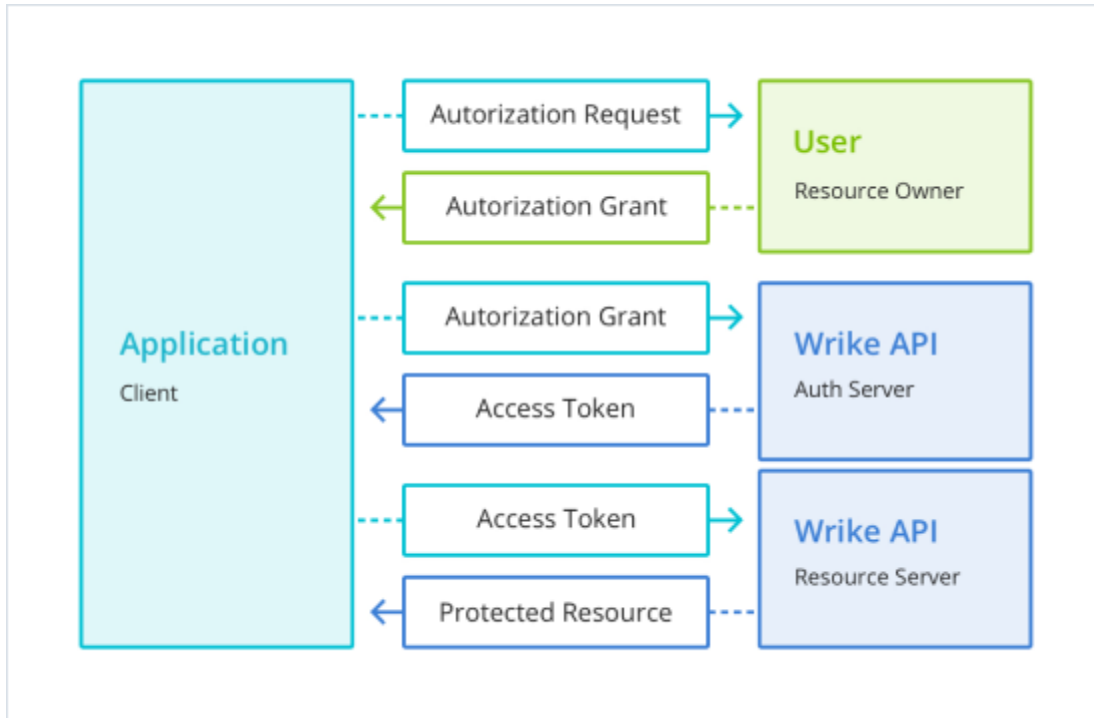 Autorization Request
User
Resource Owner
Autorization Grant
Application
Client
Autorization Grant
Wrike API
Auth Server
Access Token
Access Token
Wrike API
Resource Server
Protected Resource